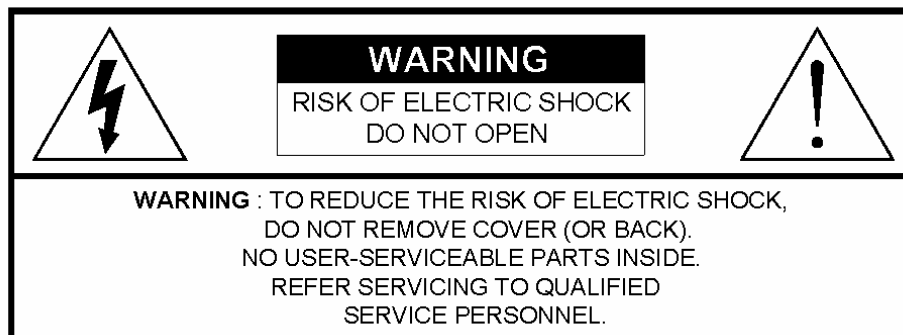 WARNING
RISK OF ELECTRIC SHOCK
DO NOT OPEN
WARNING : TO REDUCE THE RISK OF ELECTRIC SHOCK,
DO NOT REMOVE COVER (OR BACK).
NO USER-SERVICEABLE PARTS INSIDE.
REFER SERVICING TO QUALIFIED
SERVICE PERSONNEL.